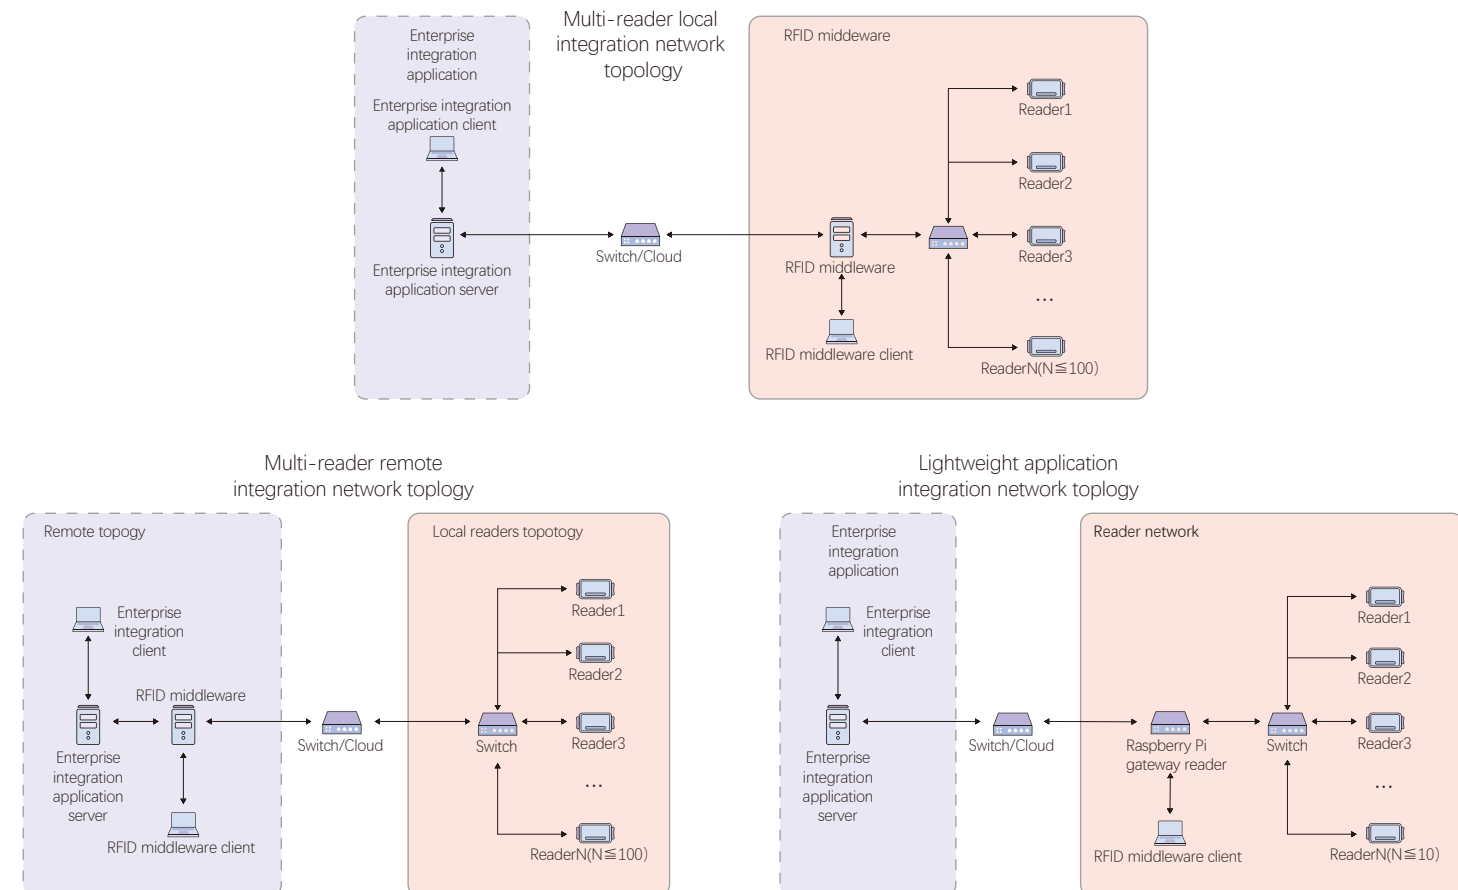 Multi-reader local
integration network
topology
Enterprise
integration
application
Enterprise integration
application client
Enterprise integration
application server
Switch/Cloud
RFID middeware
RFID middleware
RFID middleware client
Reader1
Reader2
Reader3
...
ReaderN(N≦100)
Multi-reader remote
integration network toplogy
Remote topogy
Enterprise
integration
client
RFID middleware
Enterprise
integration
application
server
RFID middleware client
Switch/Cloud
Local readers topotogy
Switch
Reader1
Reader2
Reader3
...
ReaderN(N≦100)
Lightweight application
integration network toplogy
Enterprise
integration
application
Enterprise
integration
client
Enterprise
integration
application
server
Switch/Cloud
Reader network
Raspberry Pi
gateway reader
RFID middleware client
Switch
Reader1
Reader2
Reader3
...
ReaderN(N≦10)